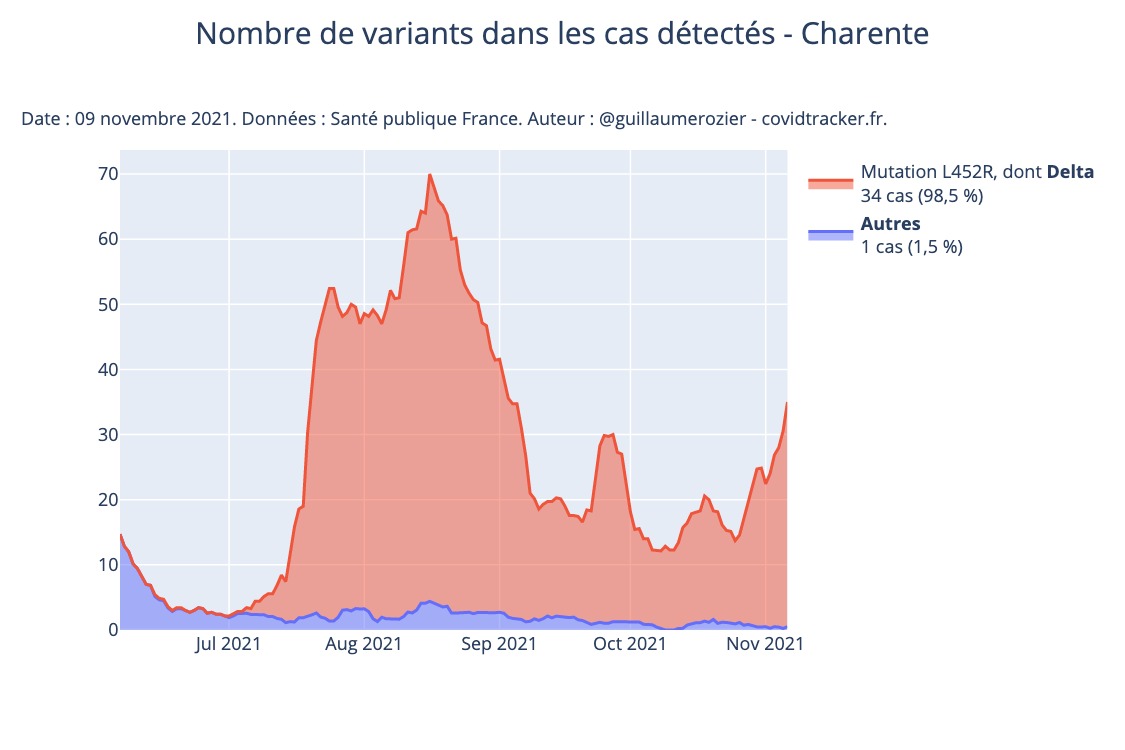 Nombre de variants dans les cas détectés - Charente
Date : 09 novembre 2021. Données : Santé publique France. Auteur : @guillaumerozier - covidtracker.fr.
70
60
50
40
30
20
10
0
Jul 2021
Aug 2021
Sep 2021
Oct 2021
Nov 2021
Mutation L452R, dont Delta
34 cas (98,5 %)
Autres
1 cas (1,5 %)